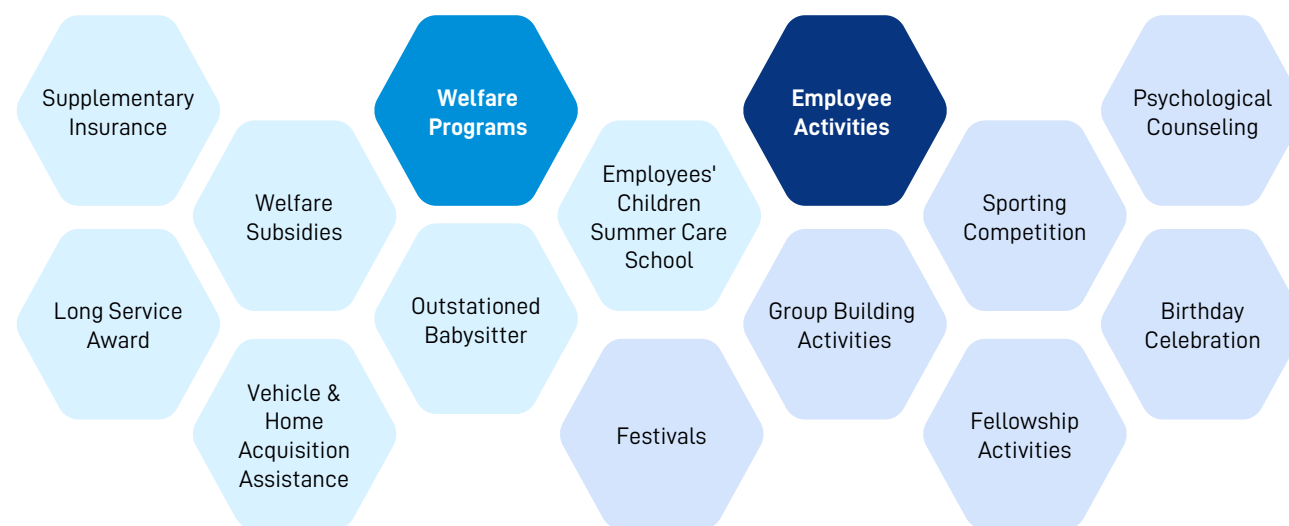 Supplementary
Insurance
Welfare
Programs
Employee
Activities
Psychological
Counseling
Welfare
Subsidies
Employees'
Children
Summer Care
School
Sporting
Competition
Long Service
Award
Outstationed
Babysitter
Group Building
Activities
Birthday
Celebration
Vehicle &
Home
Acquisition
Assistance
Festivals
Fellowship
Activities